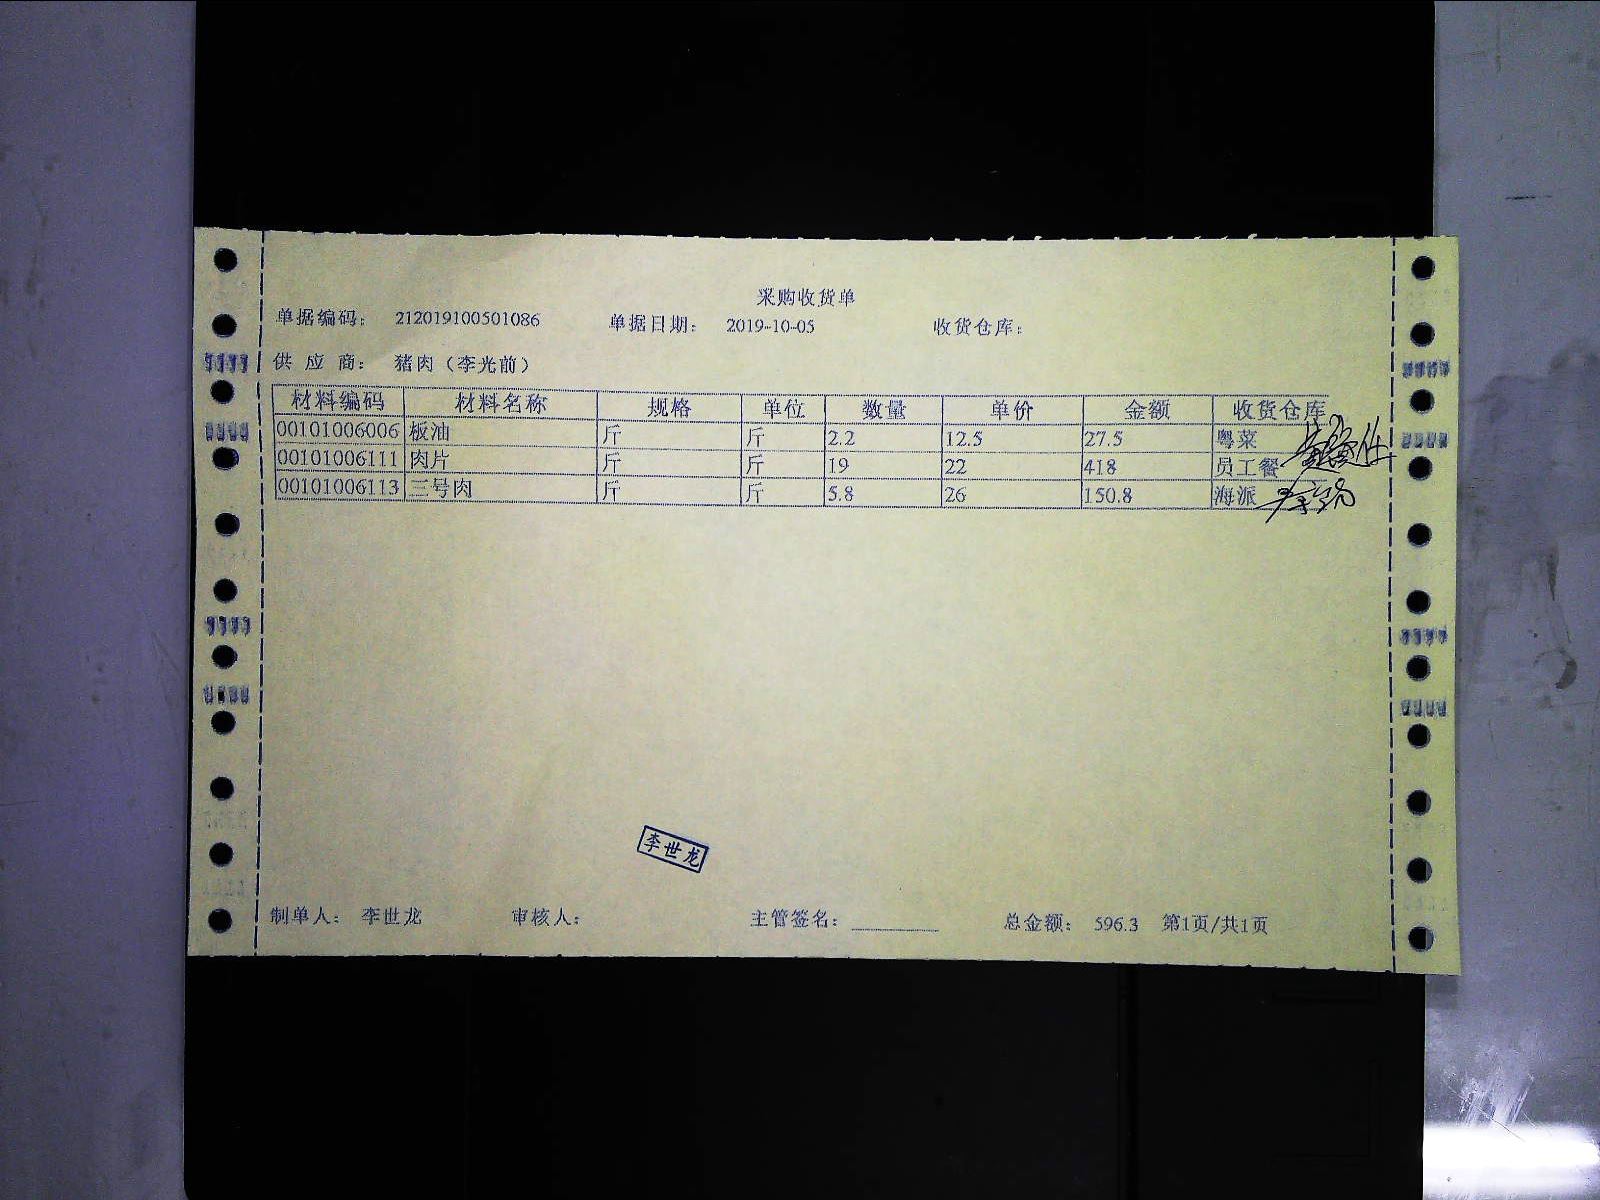 采购收货单
单据编码： 212019100501086 单据日期： 2019-10-05 收货仓库：
供 应 商： 猪肉（李光前）
材料编码 材料名称 规格 单位 数量 单价 金额 收货仓库
00101006006 板油 斤 斤 2.2 12.5 27.5 粤菜
00101006111 肉片 斤 斤 19 22 418 员工餐
00101006113 三号肉 斤 斤 5.8 26 150.8 海派
李世龙
制单人： 李世龙 审核人： 主管签名： 总金额： 596.3 第1页/共1页